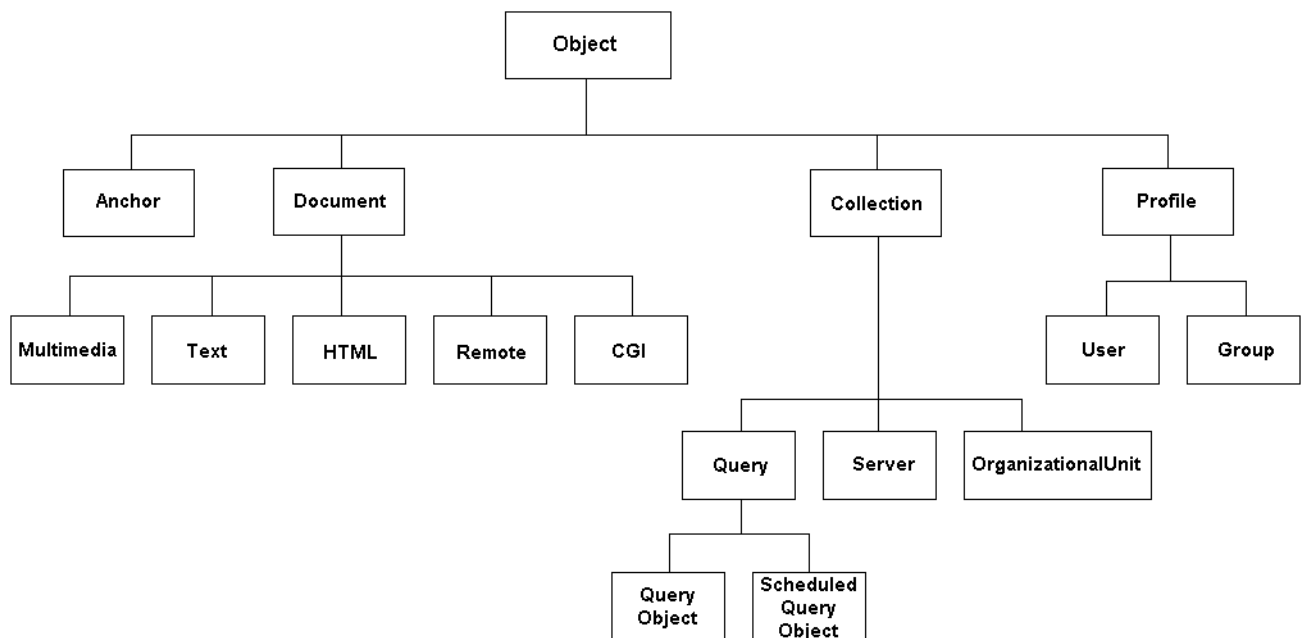 Object
Anchor
Document
Collection
Profile
Multimedia
Text
HTML
Remote
CGI
User
Group
Query
Server
OrganizationalUnit
Query
Object
Scheduled
Query
Object